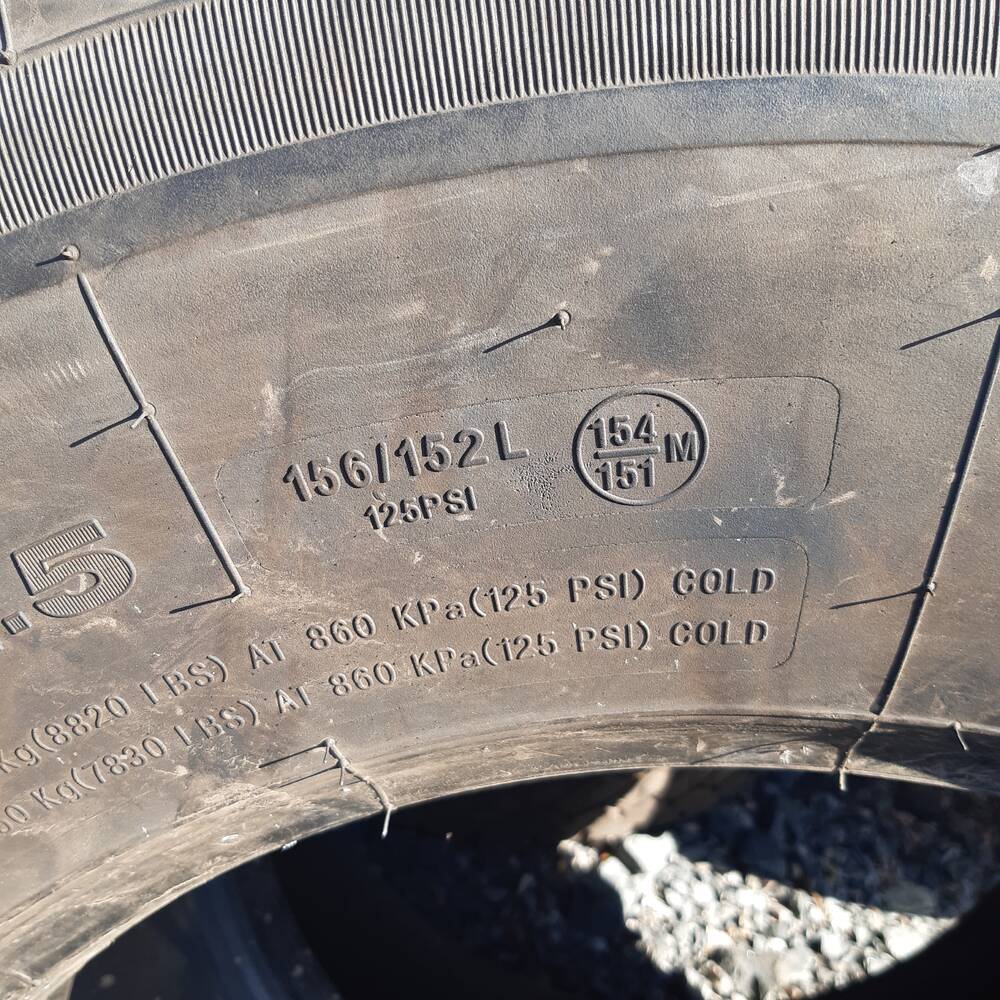 156/152 L
125PSI
154
151
M
.5
Kg(8820 LBS) AT 860 KPa(125 PSI) COLD
Kg(7830 LBS) AT 860 KPa(125 PSI) COLD